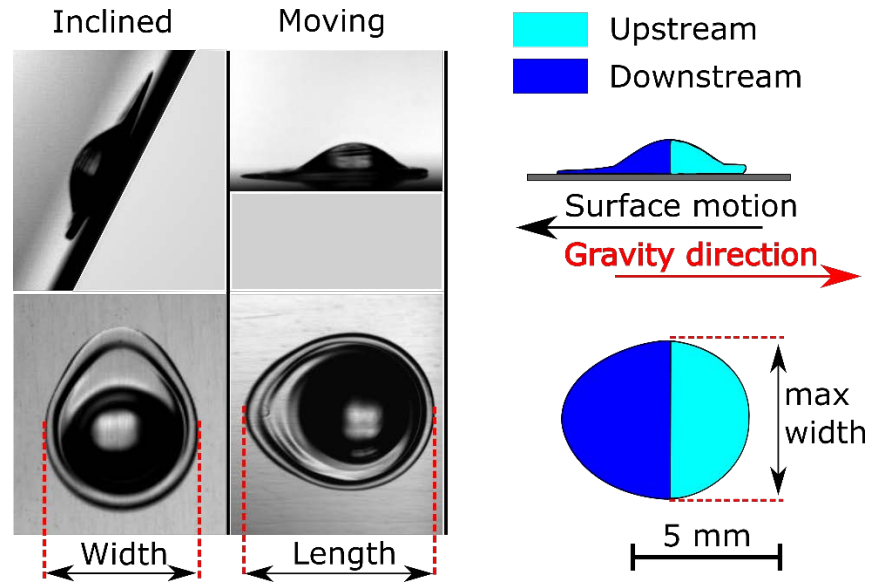 Inclined
Moving
Upstream
Downstream
Surface motion
Gravity direction
max
width
5 mm
Width
Length